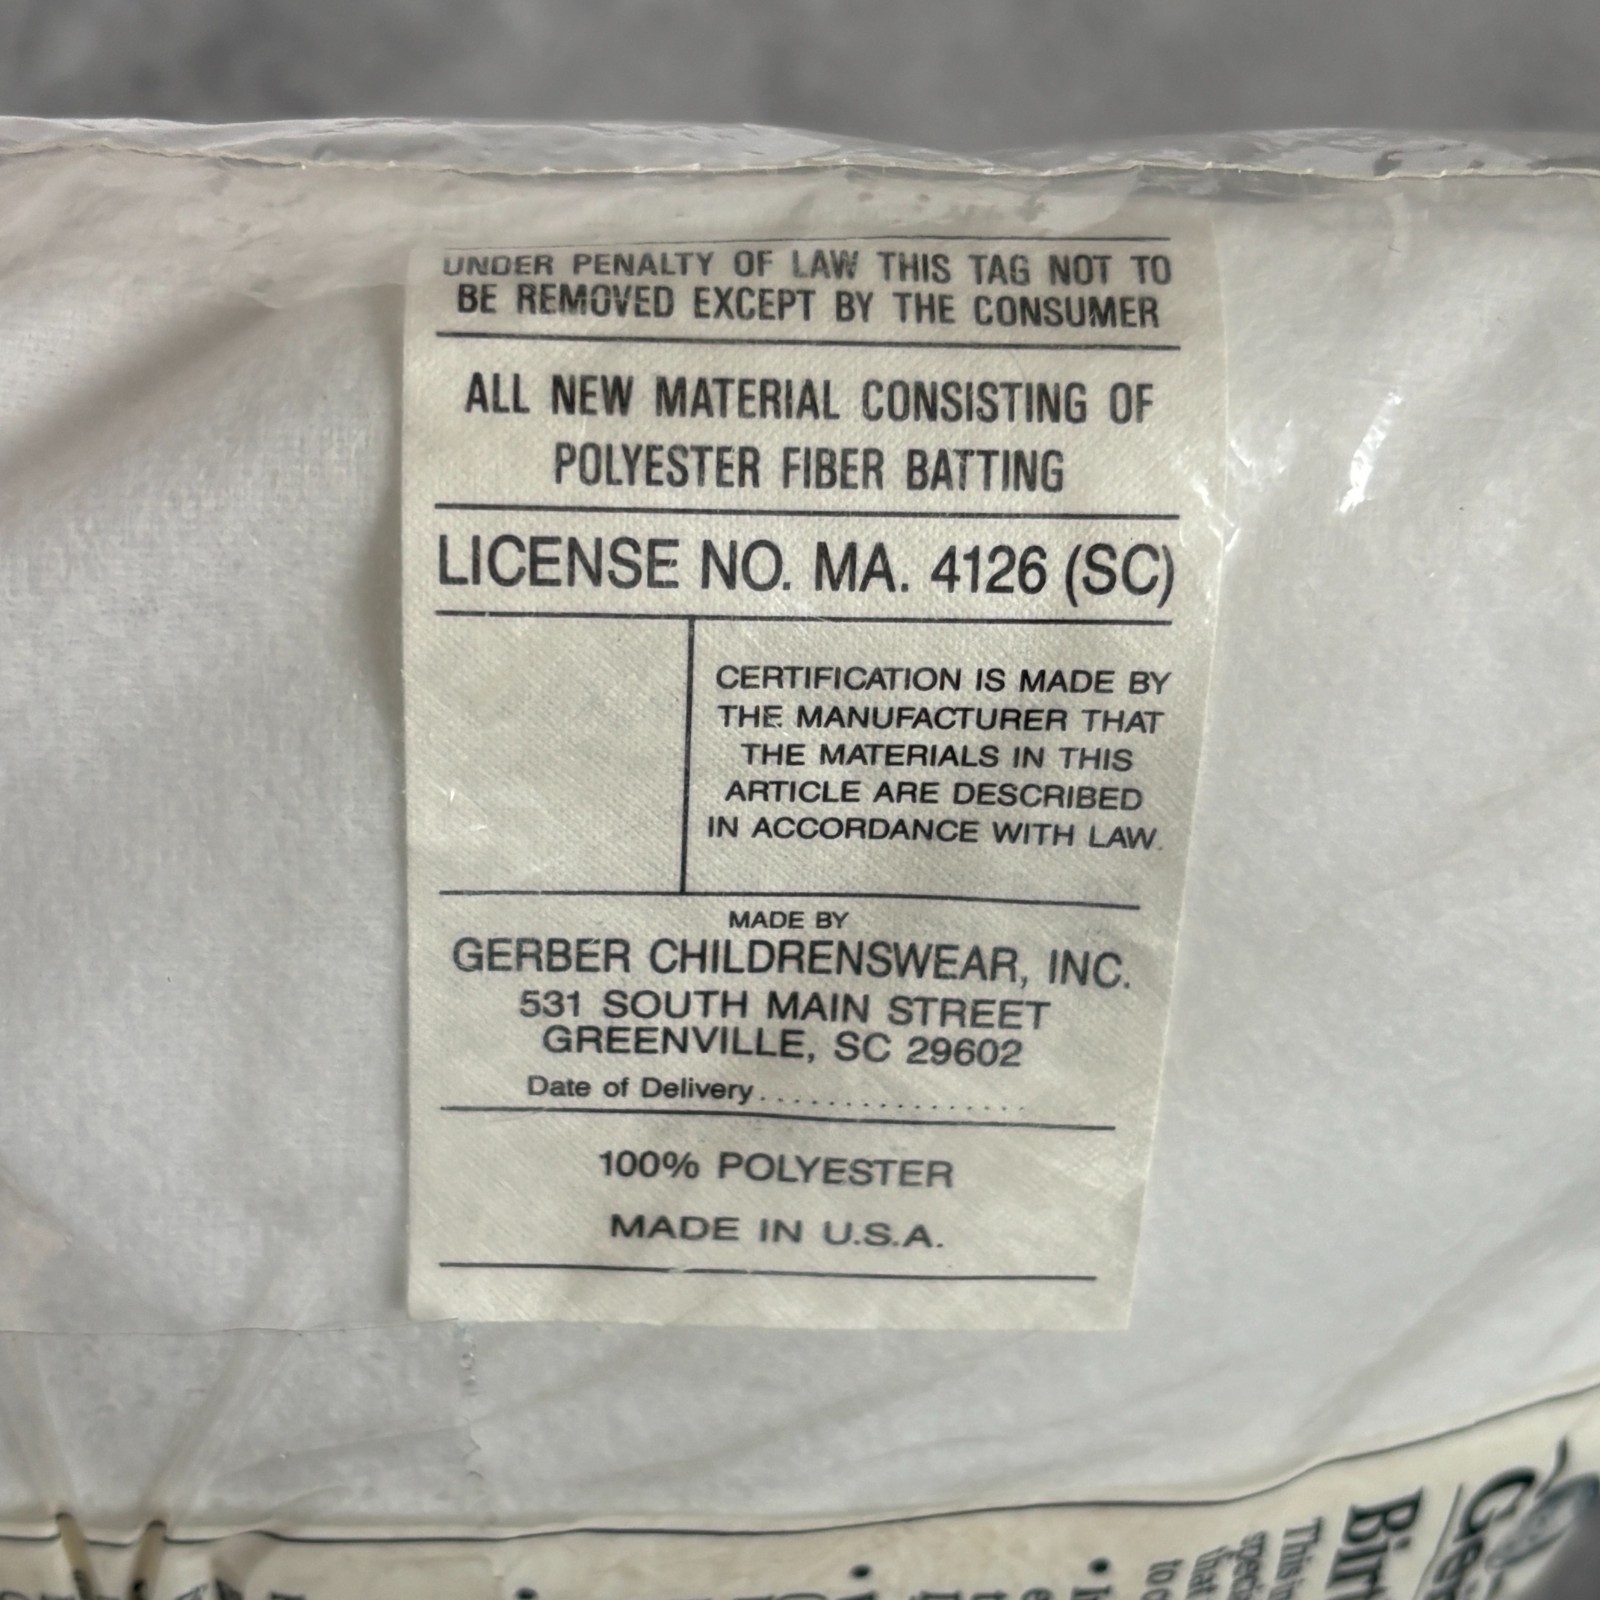 UNDER PENALTY OF LAW THIS TAG NOT TO
BE REMOVED EXCEPT BY THE CONSUMER
ALL NEW MATERIAL CONSISTING OF
POLYESTER FIBER BATTING
LICENSE NO. MA. 4126 (SC)
CERTIFICATION IS MADE BY
THE MANUFACTURER THAT
THE MATERIALS IN THIS
ARTICLE ARE DESCRIBED
IN ACCORDANCE WITH LAW.
MADE BY
GERBER CHILDRENSWEAR, INC.
531 SOUTH MAIN STREET
GREENVILLE, SC 29602
Date of Delivery................
100% POLYESTER
MADE IN U.S.A.